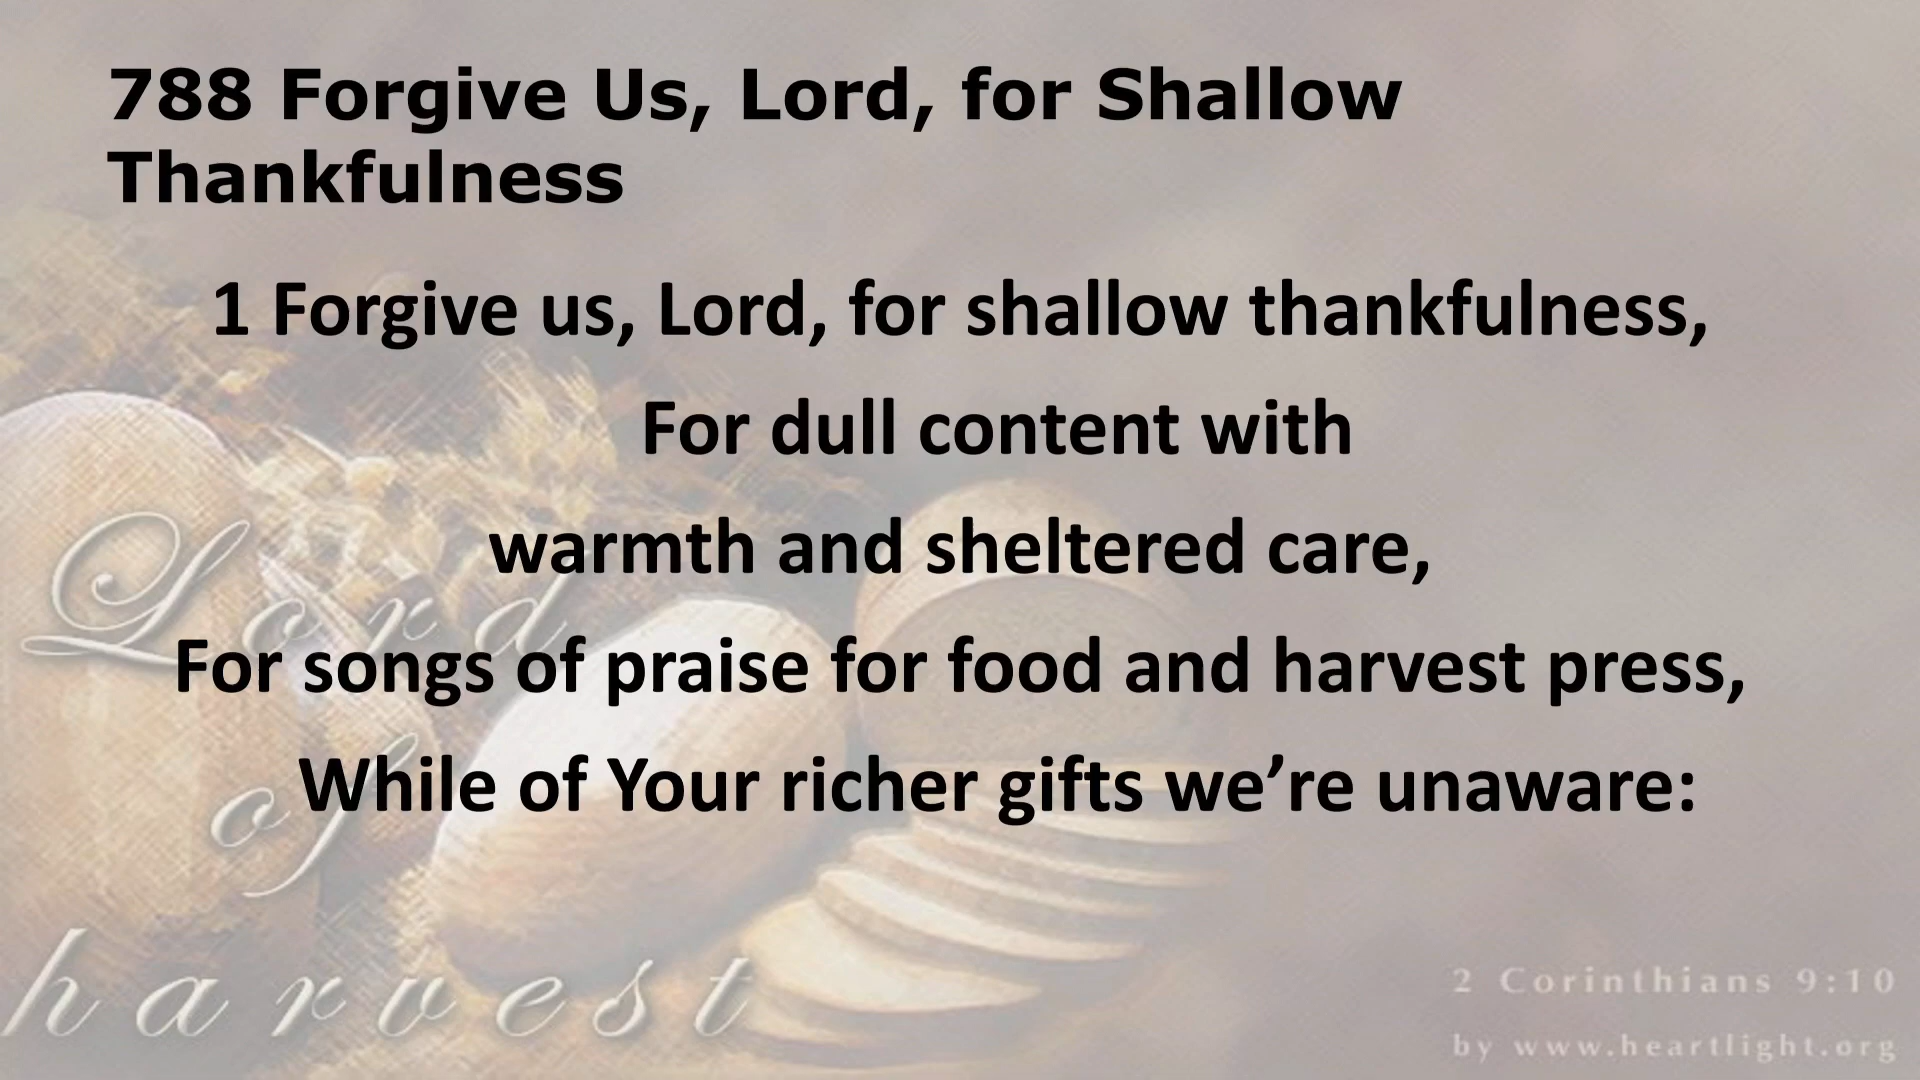 788 Forgive Us, Lord, for Shallow
Thankfulness
1 Forgive us, Lord, for shallow thankfulness,
For dull content with
warmth and sheltered care,
For songs of praise for food and harvest press,
While of Your richer gifts we’re unaware:
Lord
of
harvest
2 Corinthians 9:10
by www.heartlight.org